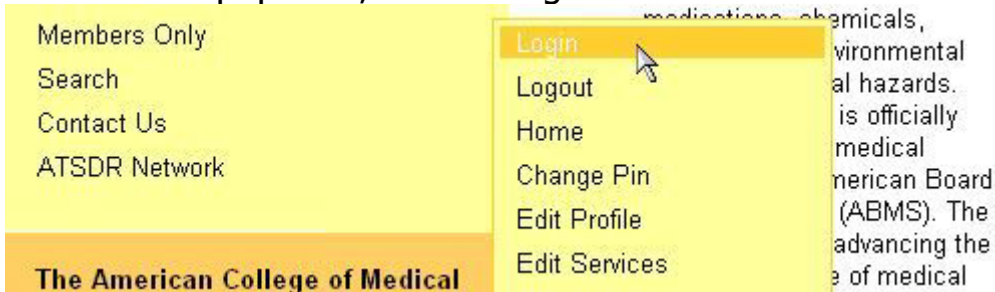 Members Only
Search
Contact Us
ATSDR Network
The American College of Medical
Login
Logout
Home
Change Pin
Edit Profile
Edit Services
chemicals,
vironmental
al hazards.
is officially
medical
merican Board
(ABMS). The
advancing the
of medical